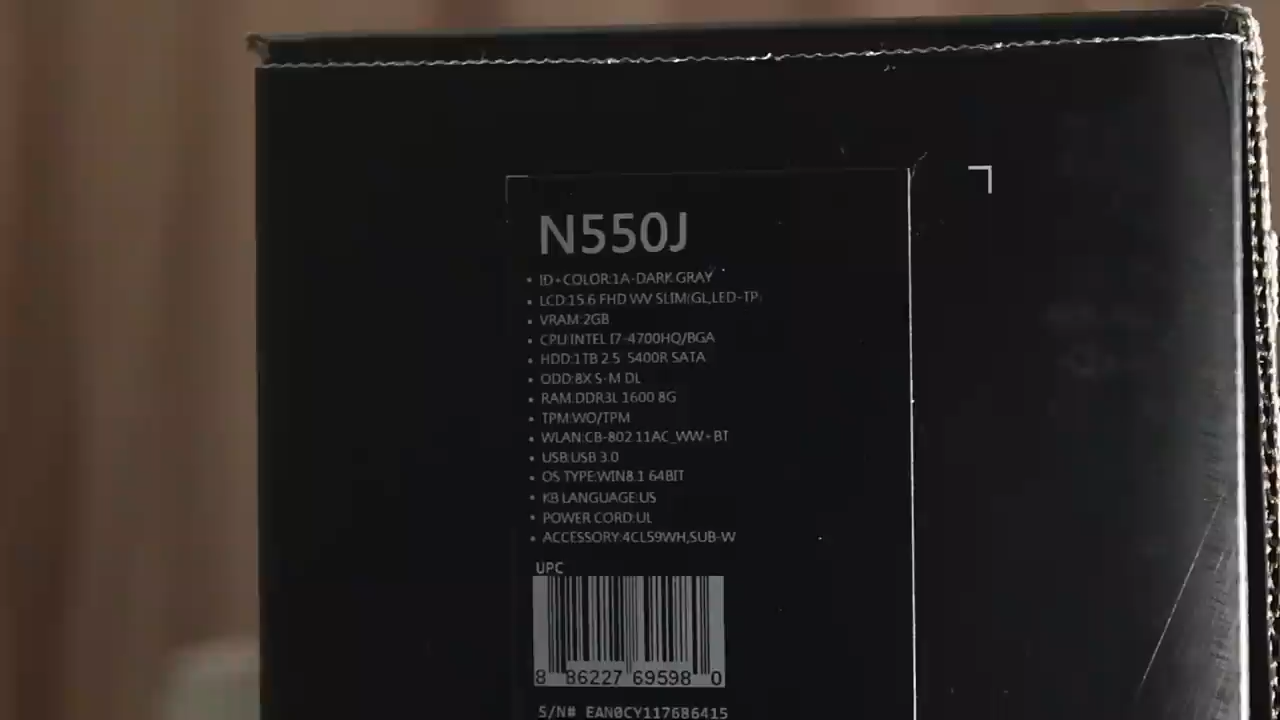 N550J
• ID+COLOR:1A-DARK GRAY
• LCD:15.6 FHD WV SLIM(GL,LED-TP)
• VRAM:2GB
• CPU:INTEL I7-4700HQ/BGA
• HDD:1TB 2.5 5400R SATA
• ODD:8X S-M DL
• RAM:DDR3L 1600 8G
• TPM:WO/TPM
• WLAN:CB-802.11AC_WW+BT
• USB:USB 3.0
• OS TYPE:WIN8.1 64BIT
• KB LANGUAGE:US
• POWER CORD:UL
• ACCESSORY:4CL59WH,SUB-W
UPC
8 86227 69598 0
S/N# EAN0CY117686415